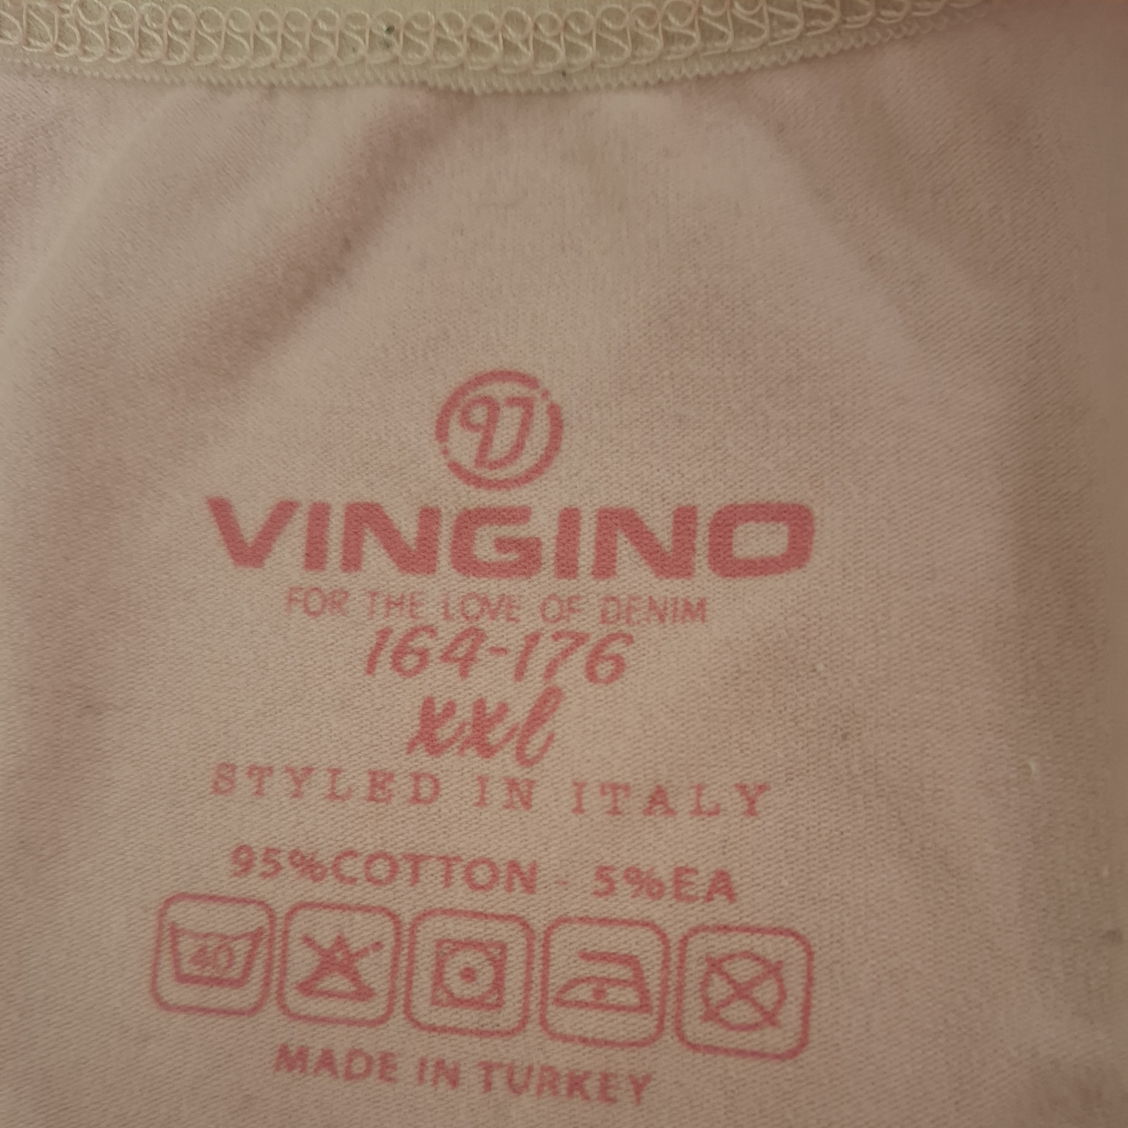 V
VINGINO
FOR THE LOVE OF DENIM
164-176
xxl
STYLED IN ITALY
95%COTTON - 5%EA
40
MADE IN TURKEY